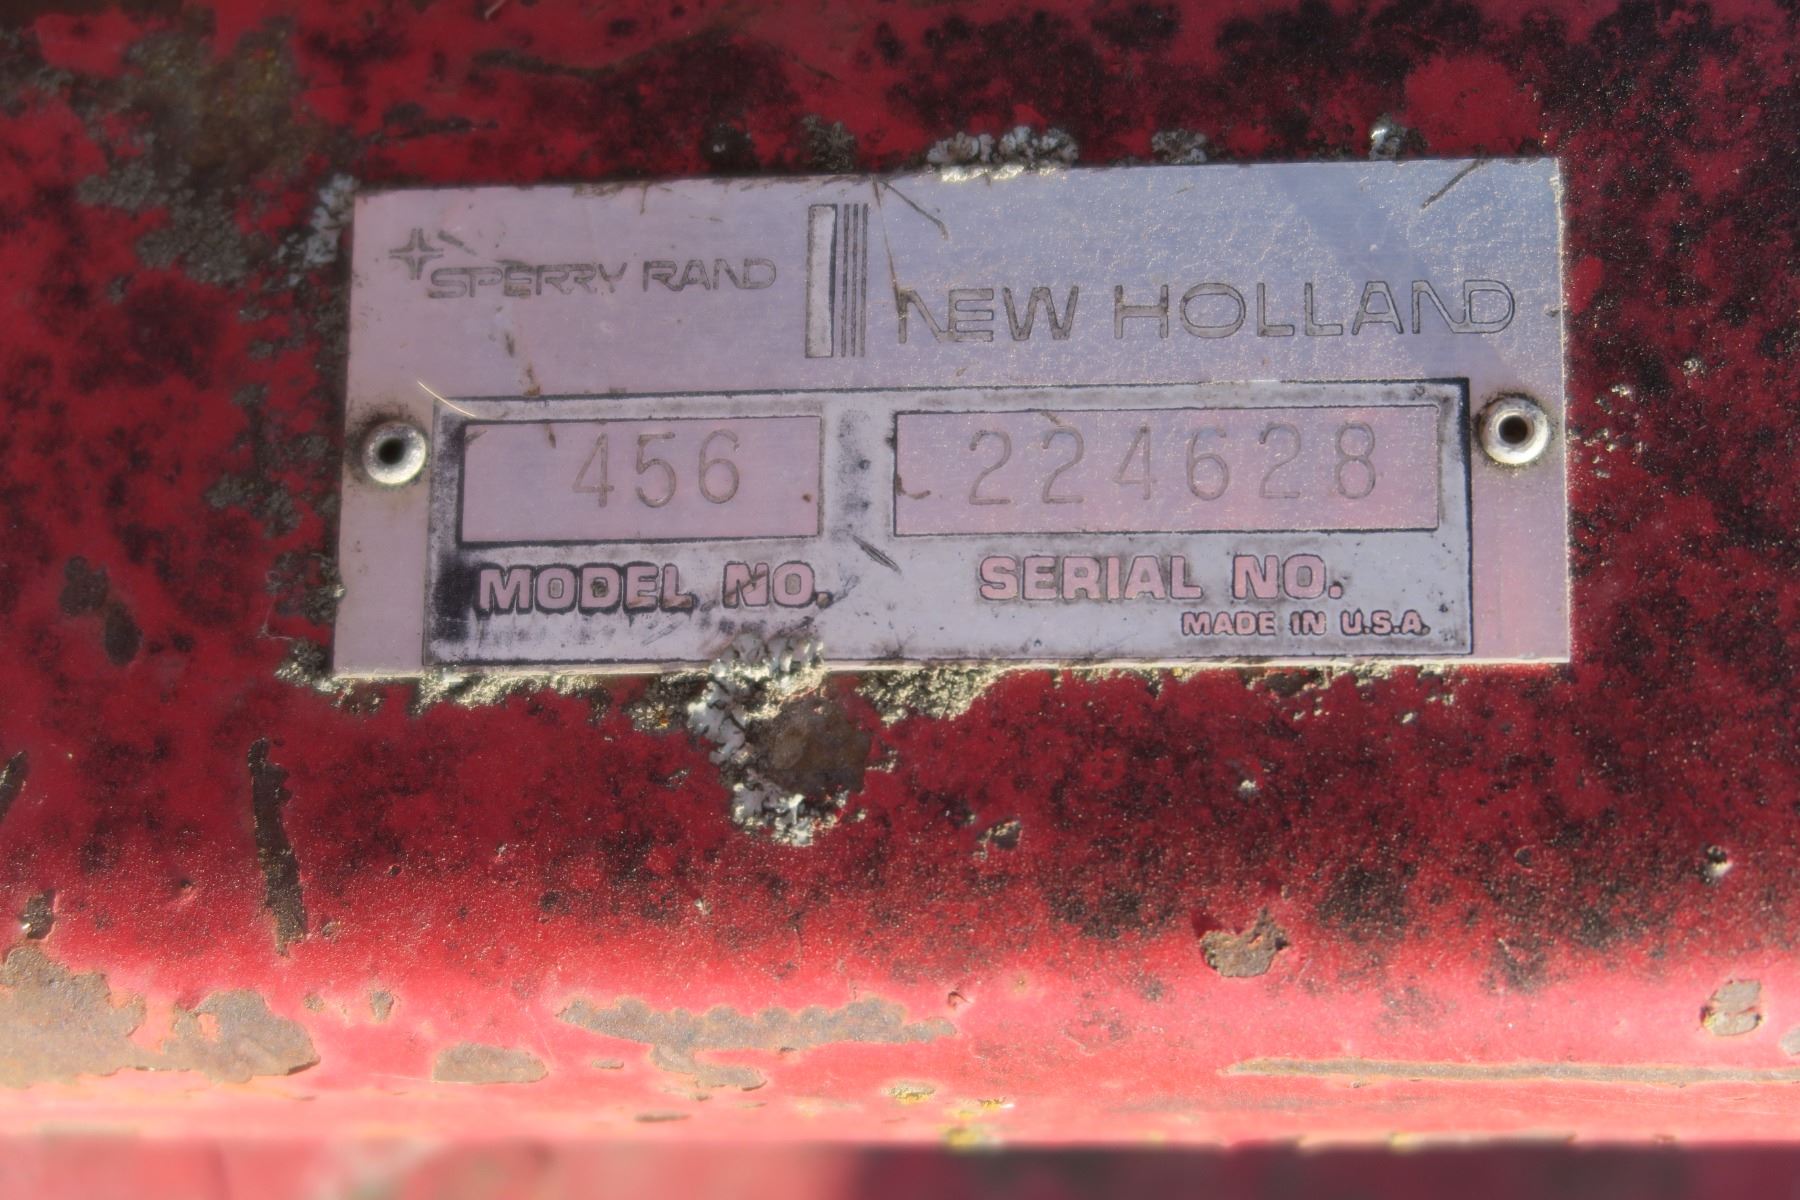 SPERRY RAND NEW HOLLAND
456 224628
MODEL NO. SERIAL NO.
MADE IN U.S.A.